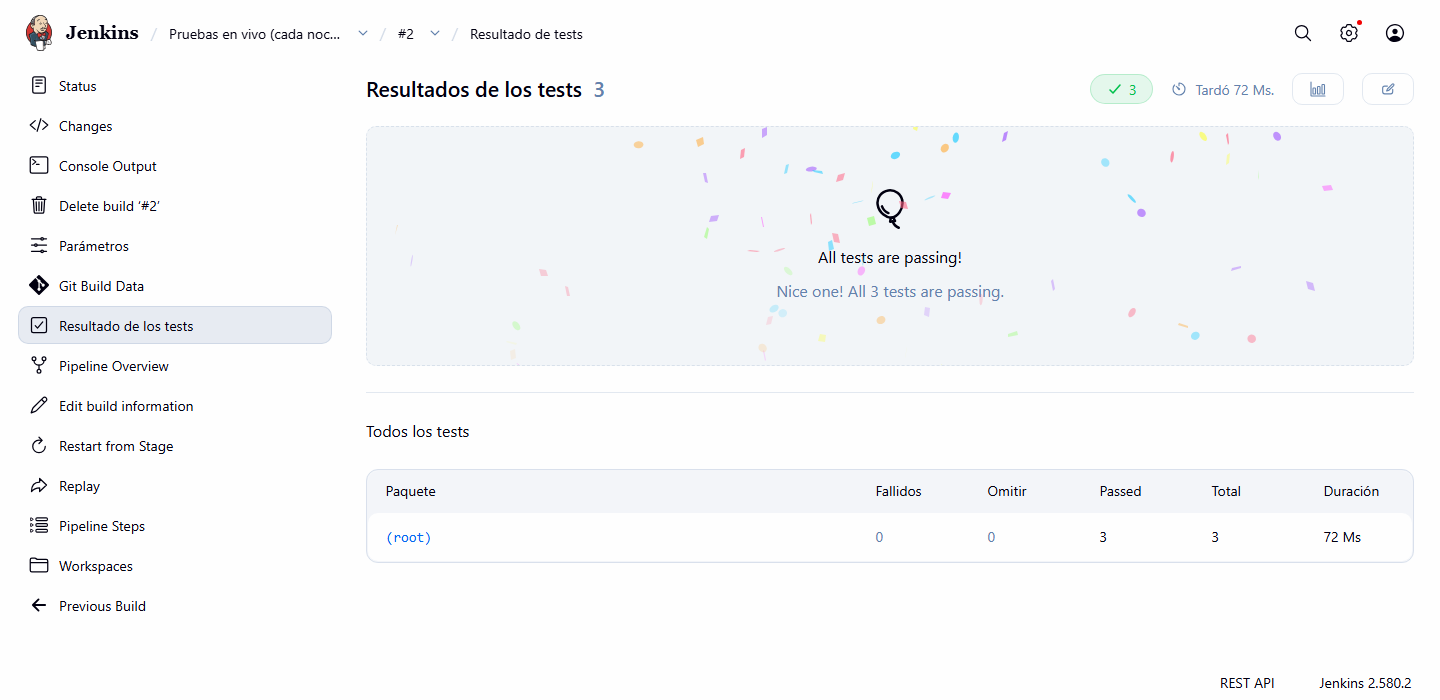 Jenkins / Pruebas en vivo (cada noc... / #2 / Resultado de tests
Status
Changes
Console Output
Delete build '#2'
Parámetros
Git Build Data
Resultado de los tests
Pipeline Overview
Edit build information
Restart from Stage
Replay
Pipeline Steps
Workspaces
Previous Build
Resultados de los tests 3
3
Tardó 72 Ms.
All tests are passing!
Nice one! All 3 tests are passing.
Todos los tests
Paquete Fallidos Omitir Passed Total Duración
(root) 0 0 3 3 72 Ms
REST API Jenkins 2.580.2